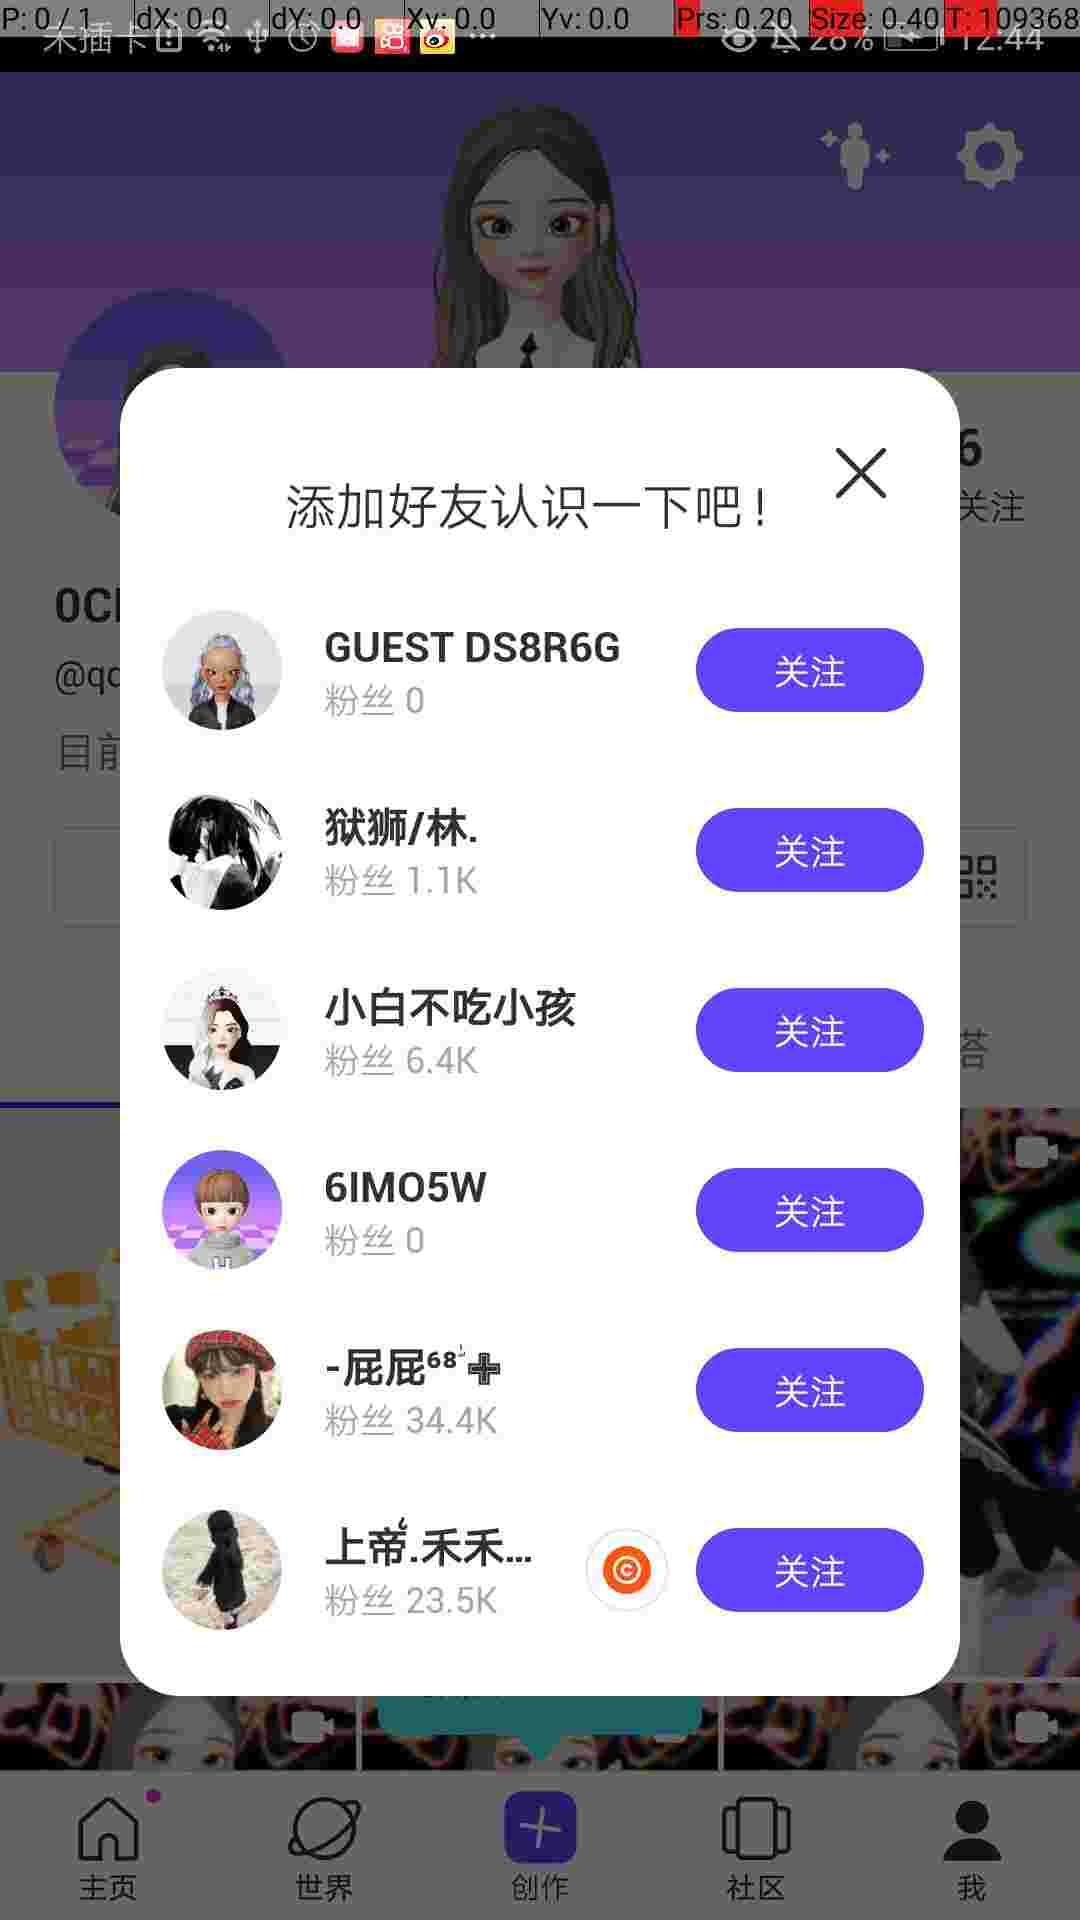 P: 0 / 1 dX: 0.0 dY: 0.0 Xv: 0.0 Yv: 0.0 Prs: 0.20 Size: 0.40 T: 109368
未插卡 28% 12:44
6
关注
添加好友认识一下吧!
@qc
目前
GUEST DS8R6G
粉丝 0
关注
狱狮/林.
粉丝 1.1K
关注
小白不吃小孩
粉丝 6.4K
关注
答
6IMO5W
粉丝 0
关注
-屁屁⁶⁸
粉丝 34.4K
关注
上帝.禾禾...
粉丝 23.5K
关注
主页 世界 创作 社区 我